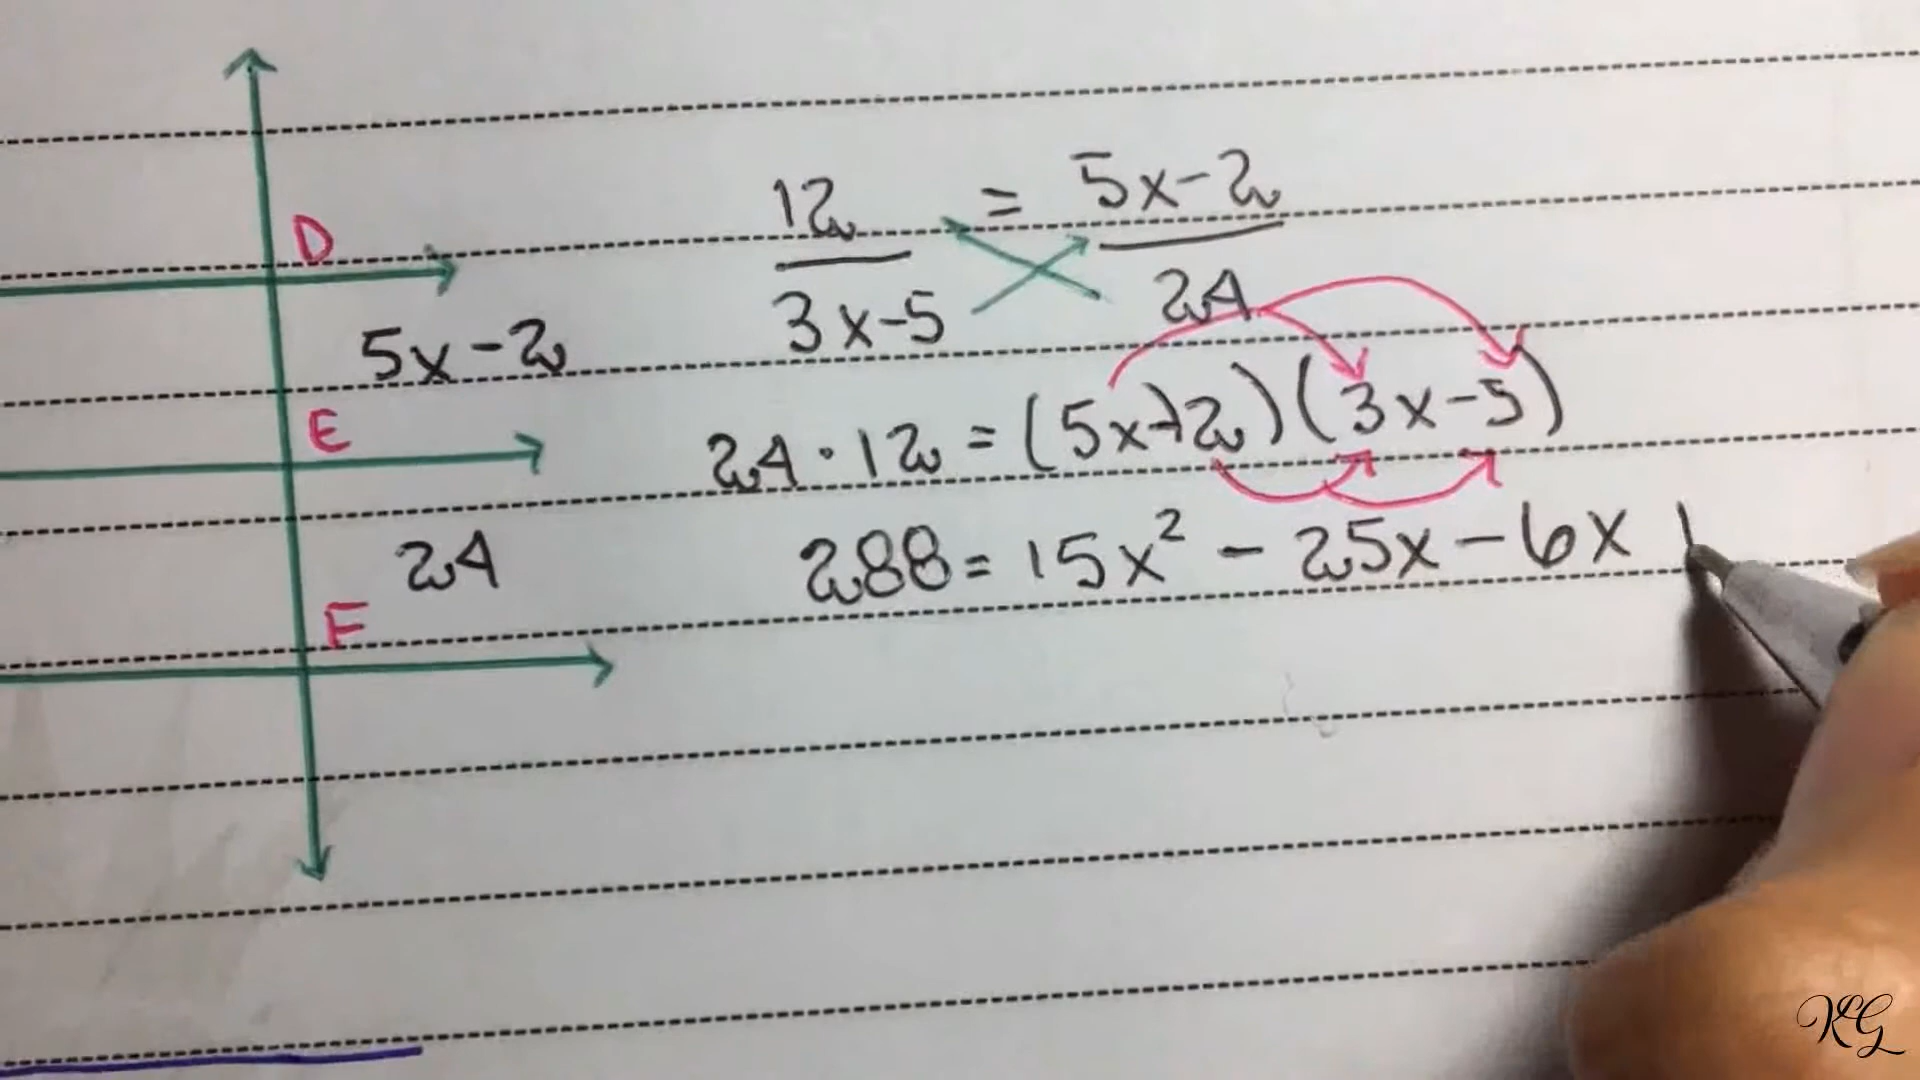 D
5x-2
E
24
F
12 = 5x-2
3x-5 24
24·12=(5x-2)(3x-5)
288=15x²-25x-6x
KG